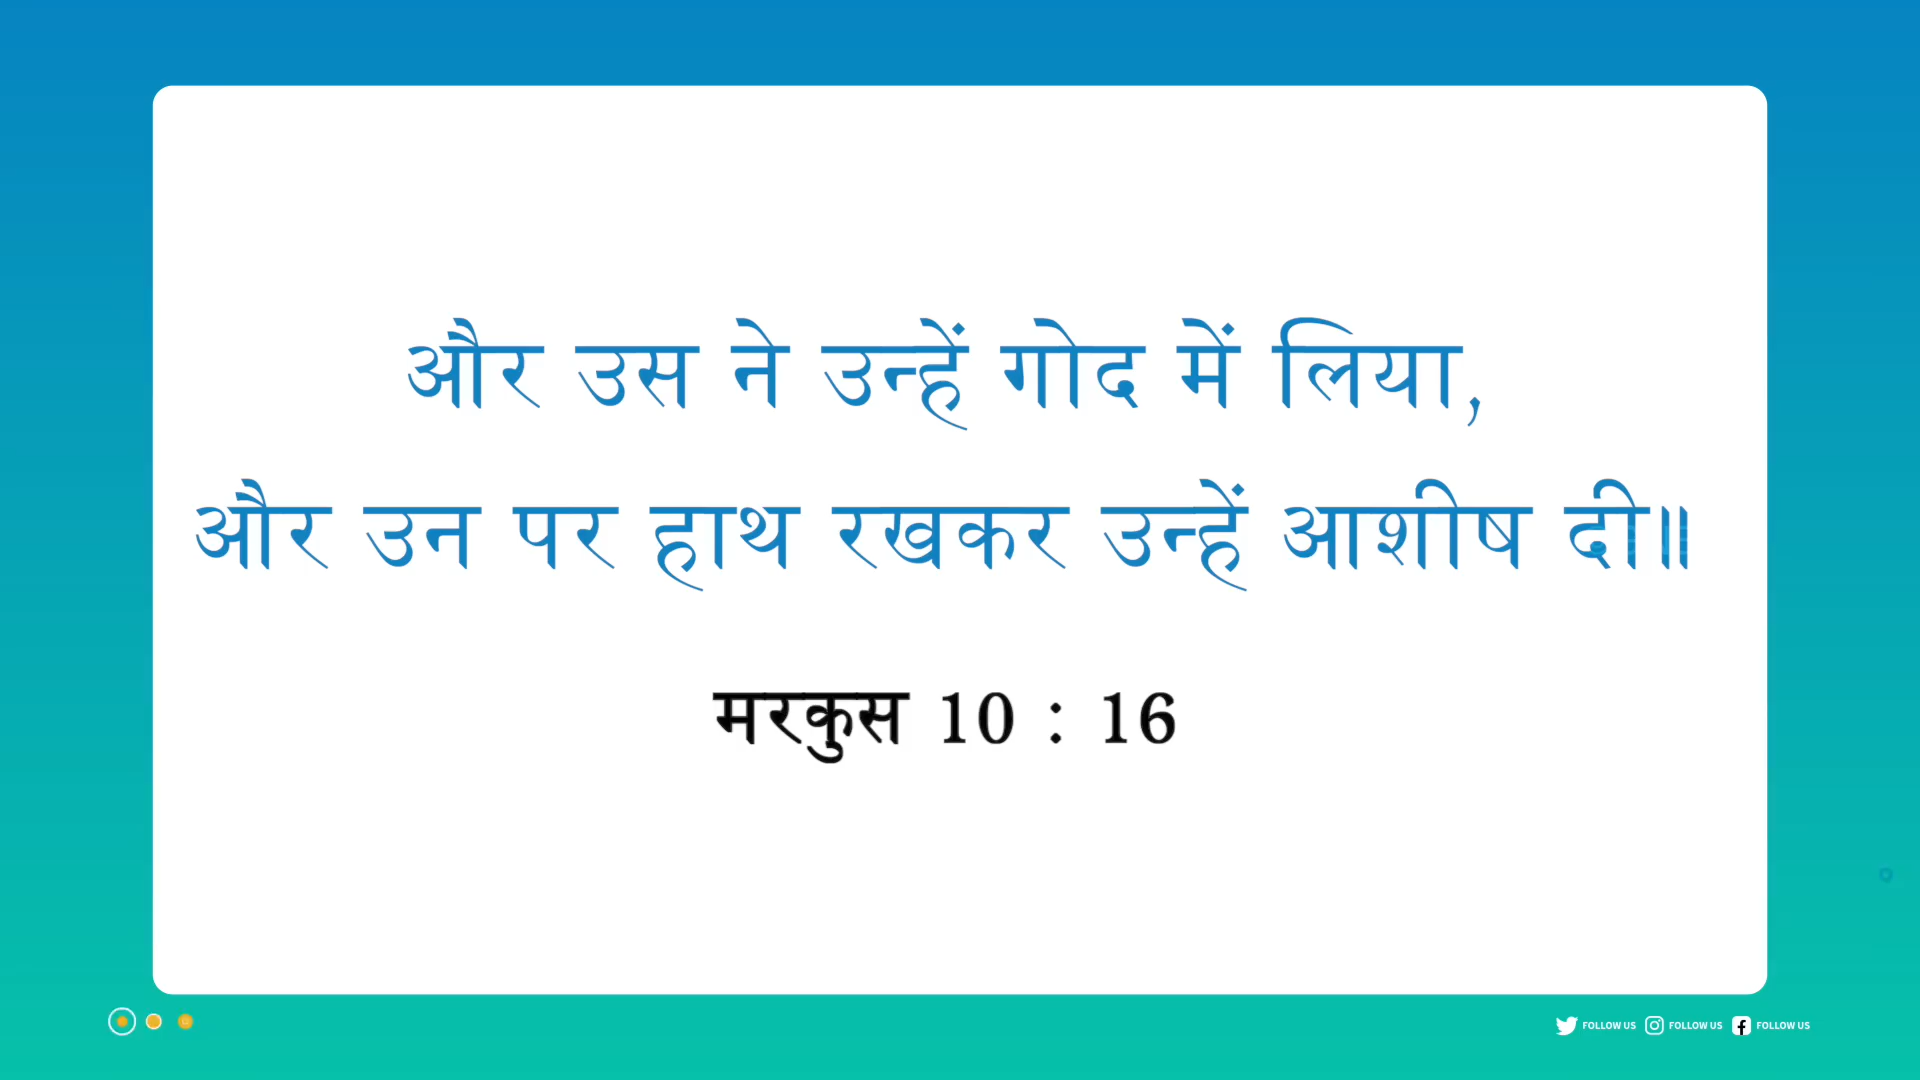 और उस ने उन्हें गोद में लिया,
और उन पर हाथ रखकर उन्हें आशीष दी॥
मरकुस 10 : 16
FOLLOW US FOLLOW US FOLLOW US